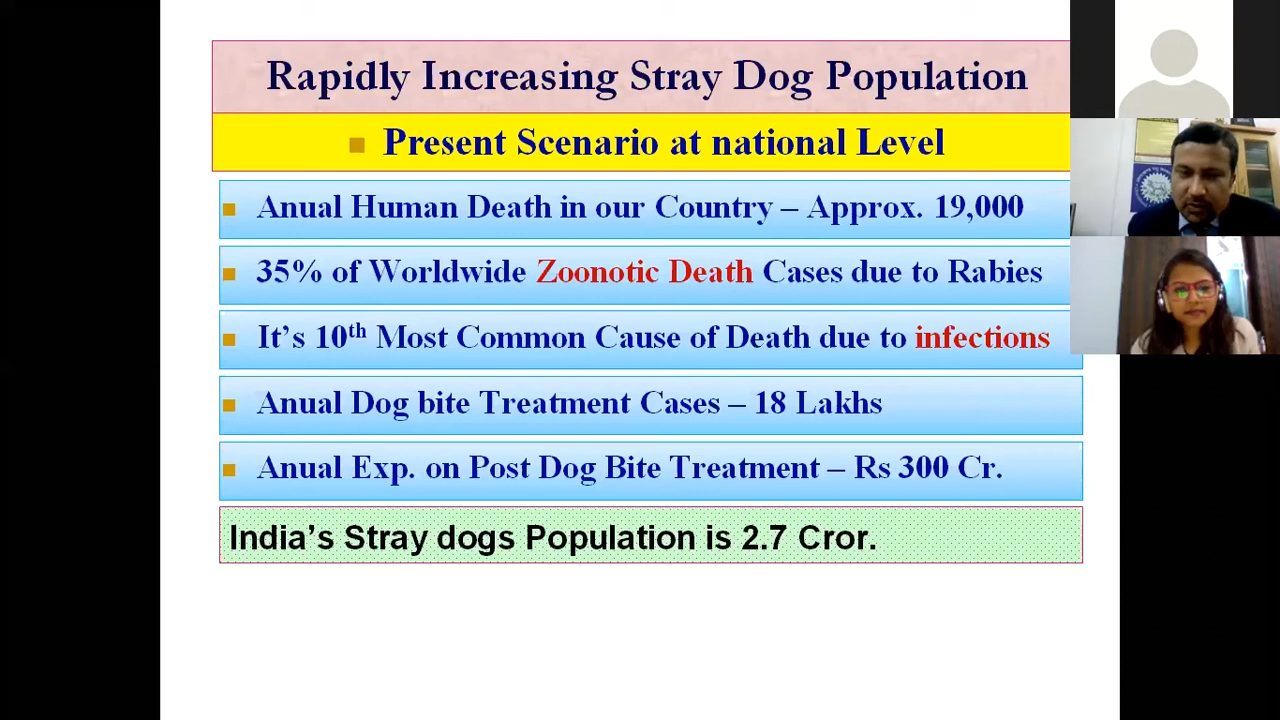 Rapidly Increasing Stray Dog Population
Present Scenario at national Level
Anual Human Death in our Country – Approx. 19,000
35% of Worldwide Zoonotic Death Cases due to Rabies
It’s 10th Most Common Cause of Death due to infections
Anual Dog bite Treatment Cases – 18 Lakhs
Anual Exp. on Post Dog Bite Treatment – Rs 300 Cr.
India’s Stray dogs Population is 2.7 Cror.